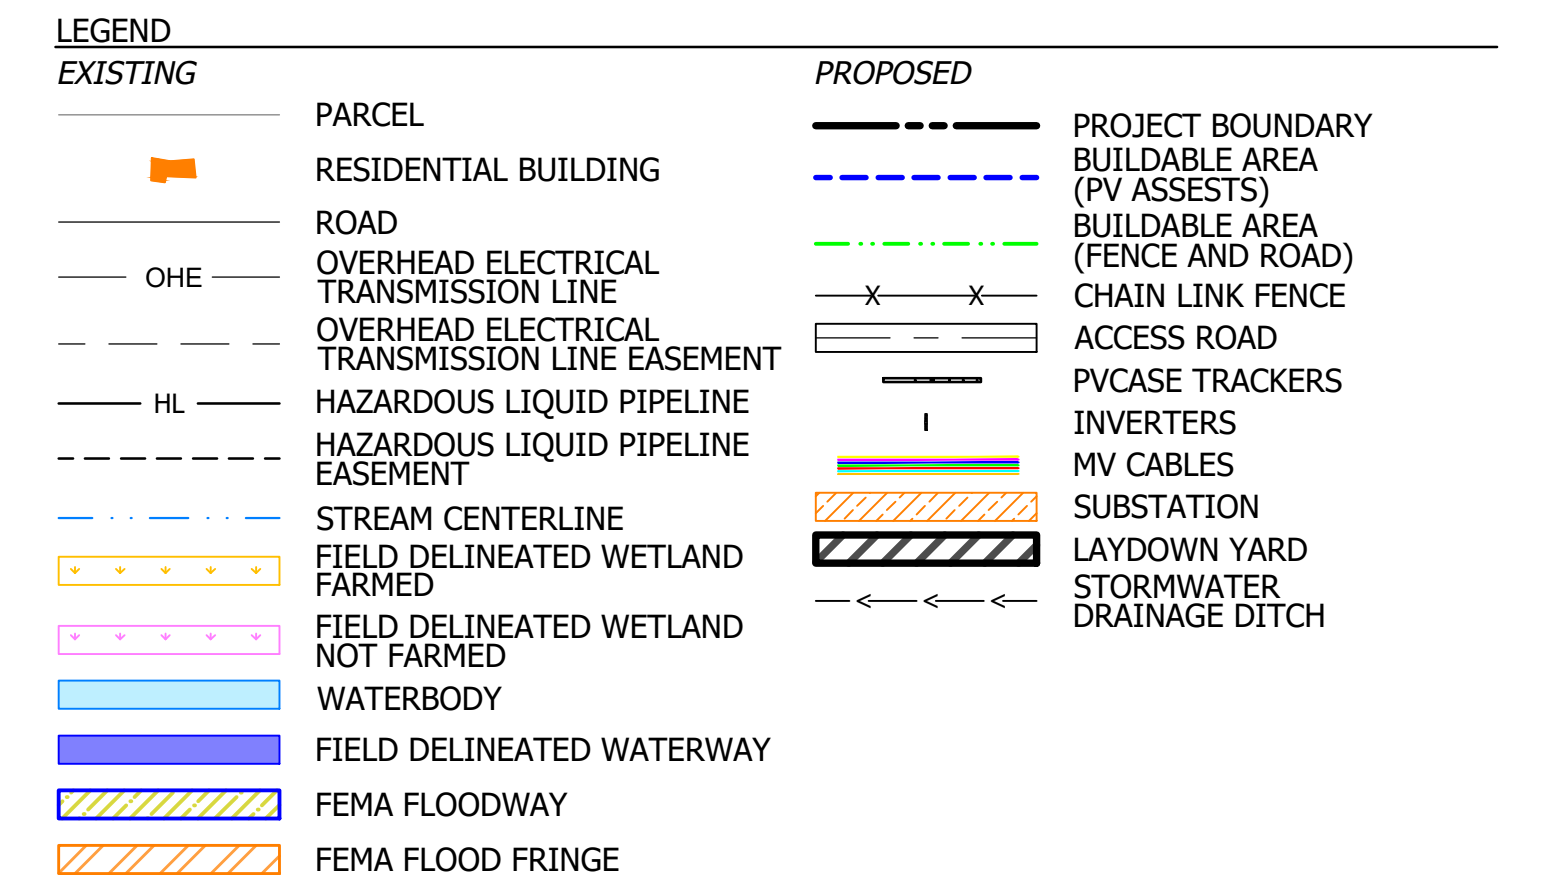 LEGEND
EXISTING
PARCEL
RESIDENTIAL BUILDING
ROAD
OHE
OVERHEAD ELECTRICAL
TRANSMISSION LINE
OVERHEAD ELECTRICAL
TRANSMISSION LINE EASEMENT
HL
HAZARDOUS LIQUID PIPELINE
HAZARDOUS LIQUID PIPELINE
EASEMENT
STREAM CENTERLINE
FIELD DELINEATED WETLAND
FARMED
FIELD DELINEATED WETLAND
NOT FARMED
WATERBODY
FIELD DELINEATED WATERWAY
FEMA FLOODWAY
FEMA FLOOD FRINGE
PROPOSED
PROJECT BOUNDARY
BUILDABLE AREA
(PV ASSESTS)
BUILDABLE AREA
(FENCE AND ROAD)
X X
CHAIN LINK FENCE
ACCESS ROAD
PVCASE TRACKERS
INVERTERS
MV CABLES
SUBSTATION
LAYDOWN YARD
STORMWATER
DRAINAGE DITCH